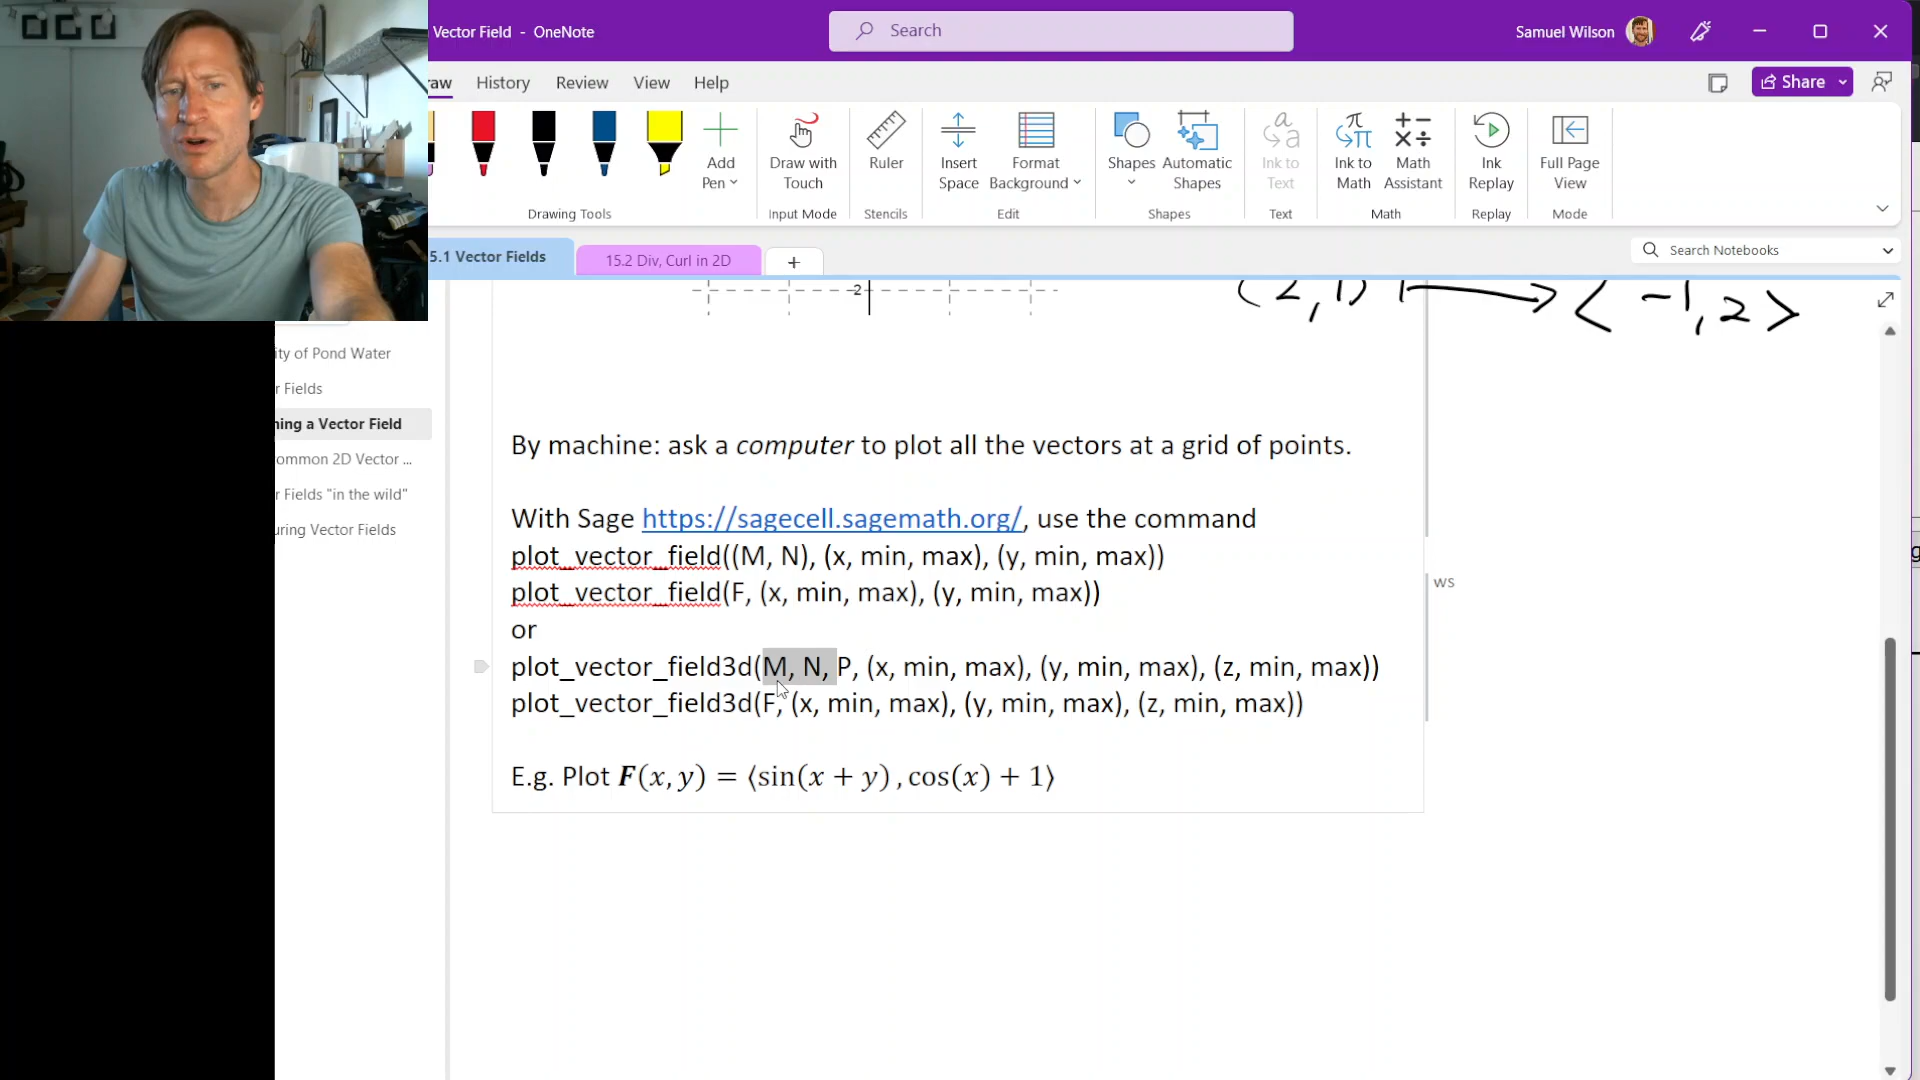 Vector Field - OneNote
Search
Samuel Wilson
aw
History
Review
View
Help
Share
Add Pen
Draw with Touch
Ruler
Insert Space
Format Background
Shapes
Automatic Shapes
Ink to Text
Ink to Math
Math Assistant
Ink Replay
Full Page View
Drawing Tools
Input Mode
Stencils
Edit
Shapes
Text
Math
Replay
Mode
5.1 Vector Fields
15.2 Div, Curl in 2D
Search Notebooks
ity of Pond Water
r Fields
ning a Vector Field
ommon 2D Vector ...
r Fields "in the wild"
uring Vector Fields
-2
(2,1) → < -1, 2 >
By machine: ask a computer to plot all the vectors at a grid of points.
With Sage https://sagecell.sagemath.org/, use the command
plot_vector_field((M, N), (x, min, max), (y, min, max))
plot_vector_field(F, (x, min, max), (y, min, max))
or
plot_vector_field3d(M, N, P, (x, min, max), (y, min, max), (z, min, max))
plot_vector_field3d(F, (x, min, max), (y, min, max), (z, min, max))
E.g. Plot F(x, y) = ⟨sin(x + y), cos(x) + 1⟩
ws